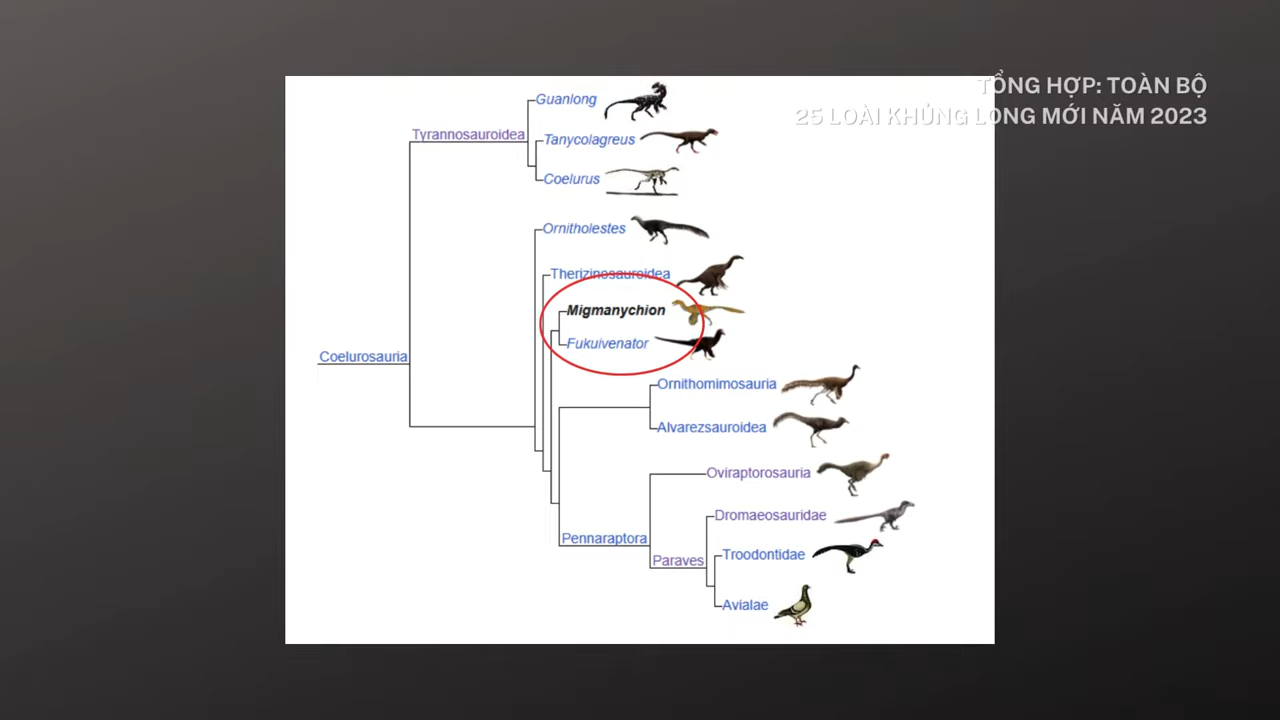 TỔNG HỢP: TOÀN BỘ
25 LOÀI KHỦNG LONG MỚI NĂM 2023
Guanlong
Tyrannosauroidea
Tanycolagreus
Coelurus
Ornitholestes
Therizinosauroidea
Migmanychion
Fukuivenator
Coelurosauria
Ornithomimosauria
Alvarezsauroidea
Oviraptorosauria
Dromaeosauridae
Pennaraptora
Troodontidae
Paraves
Avialae